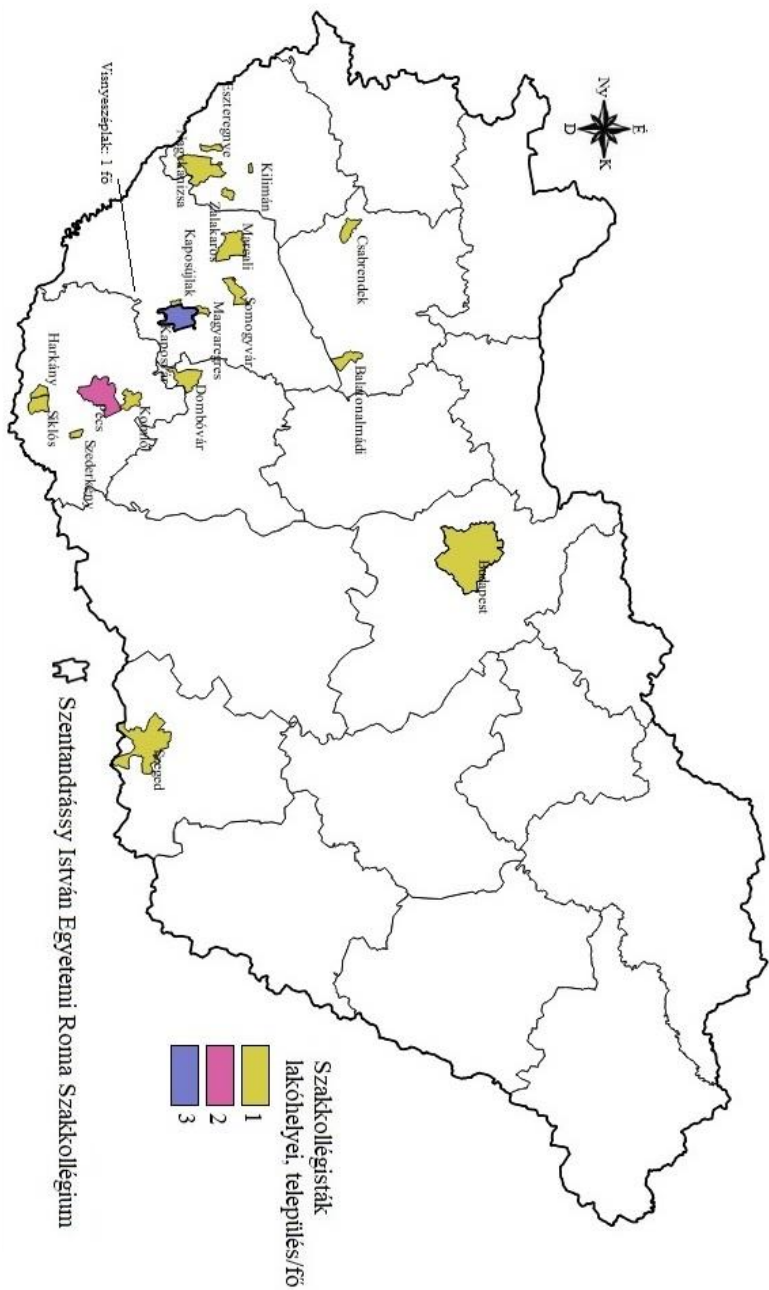 Ny
É
D
K
Csabrendek
Balatonalmádi
Budapest
Kilimán
Eszteregnye
Nagykanizsa
Zalakaros
Marcali
Somogyvár
Magyaregres
Kaposújlak
Kaposvár
Dombóvár
Visnyeszéplak: 1 fő
Komló
Pécs
Szederkény
Harkány
Siklós
Szeged
Szakkollégisták
lakóhelyei, település/fő
1
2
3
Szentandrássy István Egyetemi Roma Szakkollégium